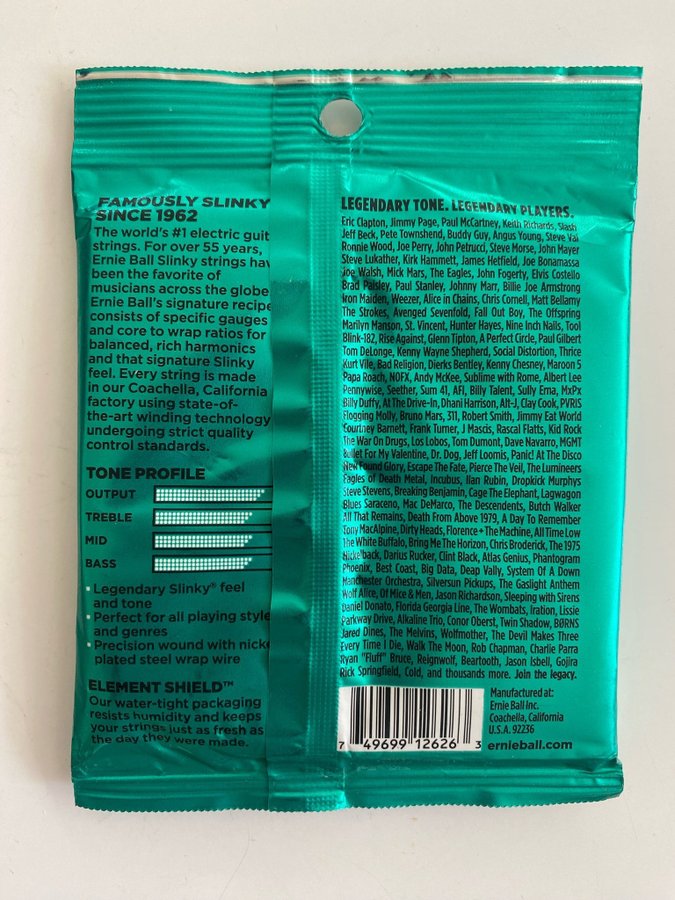 FAMOUSLY SLINKY
SINCE 1962
The world's #1 electric guit
strings. For over 55 years,
Ernie Ball Slinky strings hav
been the favorite of
musicians across the globe
Ernie Ball's signature recipe
consists of specific gauges
and core to wrap ratios for
balanced, rich harmonics
and that signature Slinky
feel. Every string is made
in our Coachella, California
factory using state-of-
the-art winding technology
undergoing strict quality
control standards.
TONE PROFILE
OUTPUT
TREBLE
MID
BASS
• Legendary Slinky® feel
and tone
• Perfect for all playing style
and genres
• Precision wound with nicke
plated steel wrap wire
ELEMENT SHIELD™
Our water-tight packaging
resists humidity and keeps
your strings just as fresh as
the day they were made.
LEGENDARY TONE. LEGENDARY PLAYERS.
Eric Clapton, Jimmy Page, Paul McCartney, Keith Richards, Slash
Jeff Beck, Pete Townshend, Buddy Guy, Angus Young, Steve Vai
Ronnie Wood, Joe Perry, John Petrucci, Steve Morse, John Mayer
Steve Lukather, Kirk Hammett, James Hetfield, Joe Bonamassa
Joe Walsh, Mick Mars, The Eagles, John Fogerty, Elvis Costello
Brad Paisley, Paul Stanley, Johnny Marr, Billie Joe Armstrong
Iron Maiden, Weezer, Alice in Chains, Chris Cornell, Matt Bellamy
The Strokes, Avenged Sevenfold, Fall Out Boy, The Offspring
Marilyn Manson, St. Vincent, Hunter Hayes, Nine Inch Nails, Tool
Blink-182, Rise Against, Glenn Tipton, A Perfect Circle, Paul Gilbert
Tom DeLonge, Kenny Wayne Shepherd, Social Distortion, Thrice
Kurt Vile, Bad Religion, Dierks Bentley, Kenny Chesney, Maroon 5
Papa Roach, NOFX, Andy McKee, Sublime with Rome, Albert Lee
Pennywise, Seether, Sum 41, AFI, Billy Talent, Sully Erna, MxPx
Billy Duffy, At The Drive-In, Dhani Harrison, Alt-J, Clay Cook, PVRIS
Flogging Molly, Bruno Mars, 311, Robert Smith, Jimmy Eat World
Courtney Barnett, Frank Turner, J Mascis, Rascal Flatts, Kid Rock
The War On Drugs, Los Lobos, Tom Dumont, Dave Navarro, MGMT
Bullet For My Valentine, Dr. Dog, Jeff Loomis, Panic! At The Disco
New Found Glory, Escape The Fate, Pierce The Veil, The Lumineers
Eagles of Death Metal, Incubus, Ilan Rubin, Dropkick Murphys
Steve Stevens, Breaking Benjamin, Cage The Elephant, Lagwagon
Blues Saraceno, Mac DeMarco, The Descendents, Butch Walker
All That Remains, Death From Above 1979, A Day To Remember
Tony MacAlpine, Dirty Heads, Florence + The Machine, All Time Low
The White Buffalo, Bring Me The Horizon, Chris Broderick, The 1975
Nickelback, Darius Rucker, Clint Black, Atlas Genius, Phantogram
Phoenix, Best Coast, Big Data, Deap Vally, System Of A Down
Manchester Orchestra, Silversun Pickups, The Gaslight Anthem
Wolf Alice, Of Mice & Men, Jason Richardson, Sleeping with Sirens
Daniel Donato, Florida Georgia Line, The Wombats, Iration, Lissie
Parkway Drive, Alkaline Trio, Conor Oberst, Twin Shadow, BØRNS
Jared Dines, The Melvins, Wolfmother, The Devil Makes Three
Every Time I Die, Walk The Moon, Rob Chapman, Charlie Parra
Ryan "Fluff" Bruce, Reignwolf, Beartooth, Jason Isbell, Gojira
Rick Springfield, Cold, and thousands more. Join the legacy.
7 49699 12626 3
Manufactured at:
Ernie Ball Inc.
Coachella, California
U.S.A. 92236
ernieball.com